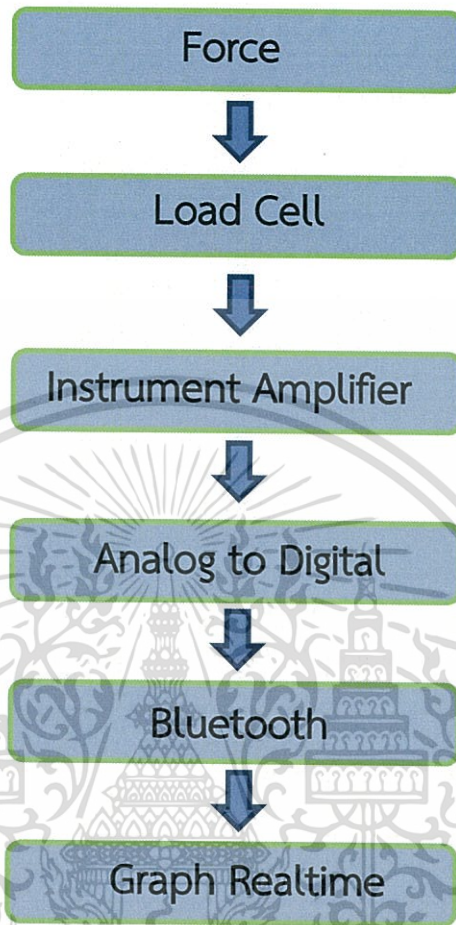 Force
Load Cell
Instrument Amplifier
Analog to Digital
Bluetooth
Graph Realtime